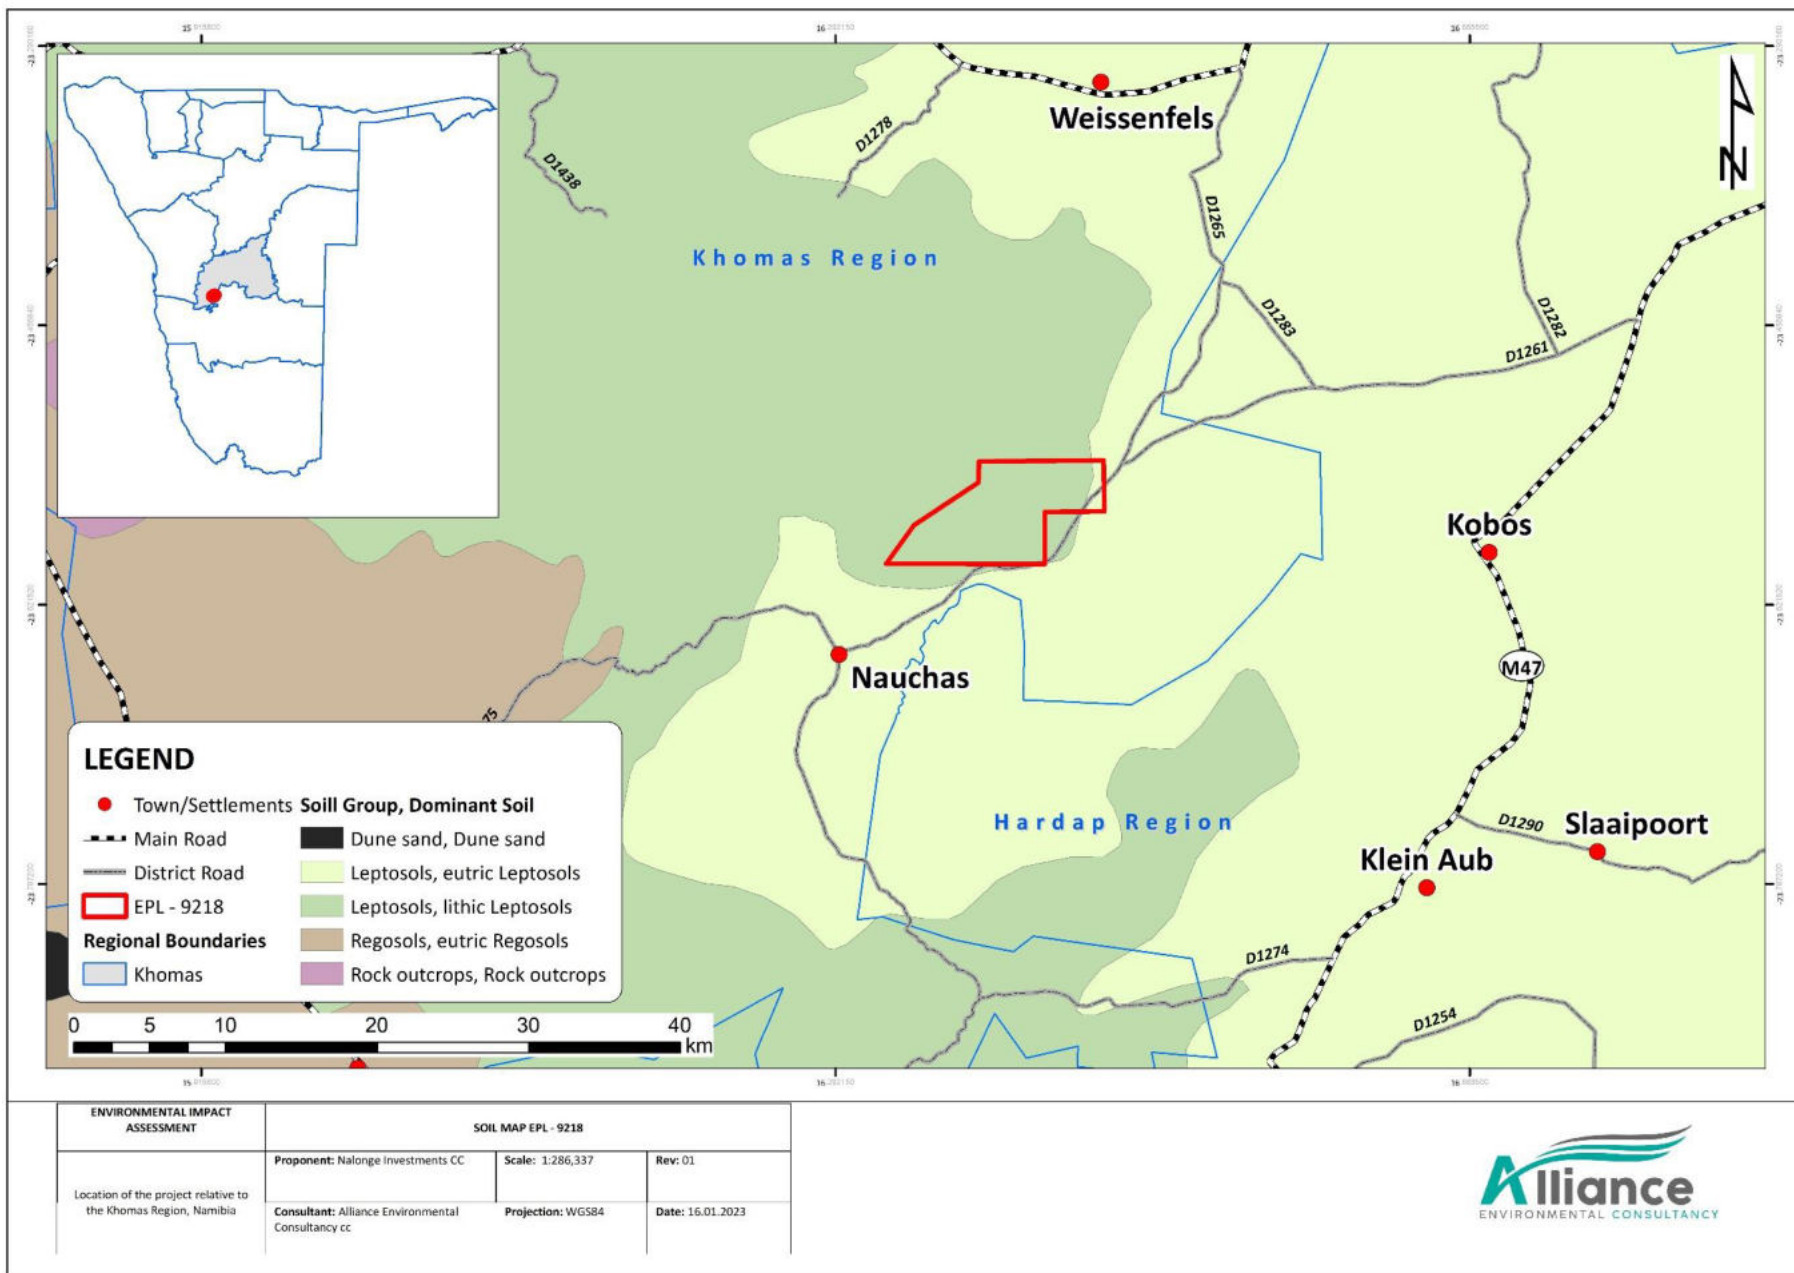 15.918800
16.292150
Weissenfels
D1278
D1438
N
D1265
Khomas Region
D1283
D1282
D1261
Kobos
M47
Nauchas
75
Hardap Region
D1290
Slaaipoort
Klein Aub
D1274
D1254
LEGEND
Town/Settlements
Main Road
District Road
EPL - 9218
Regional Boundaries
Khomas
Soill Group, Dominant Soil
Dune sand, Dune sand
Leptosols, eutric Leptosols
Leptosols, lithic Leptosols
Regosols, eutric Regosols
Rock outcrops, Rock outcrops
0 5 10 20 30 40
km
ENVIRONMENTAL IMPACT
ASSESSMENT
SOIL MAP EPL - 9218
Location of the project relative to
the Khomas Region, Namibia
Proponent: Nalonge Investments CC
Scale: 1:286,337
Rev: 01
Consultant: Alliance Environmental
Consultancy cc
Projection: WGS84
Date: 16.01.2023
Alliance
ENVIRONMENTAL CONSULTANCY